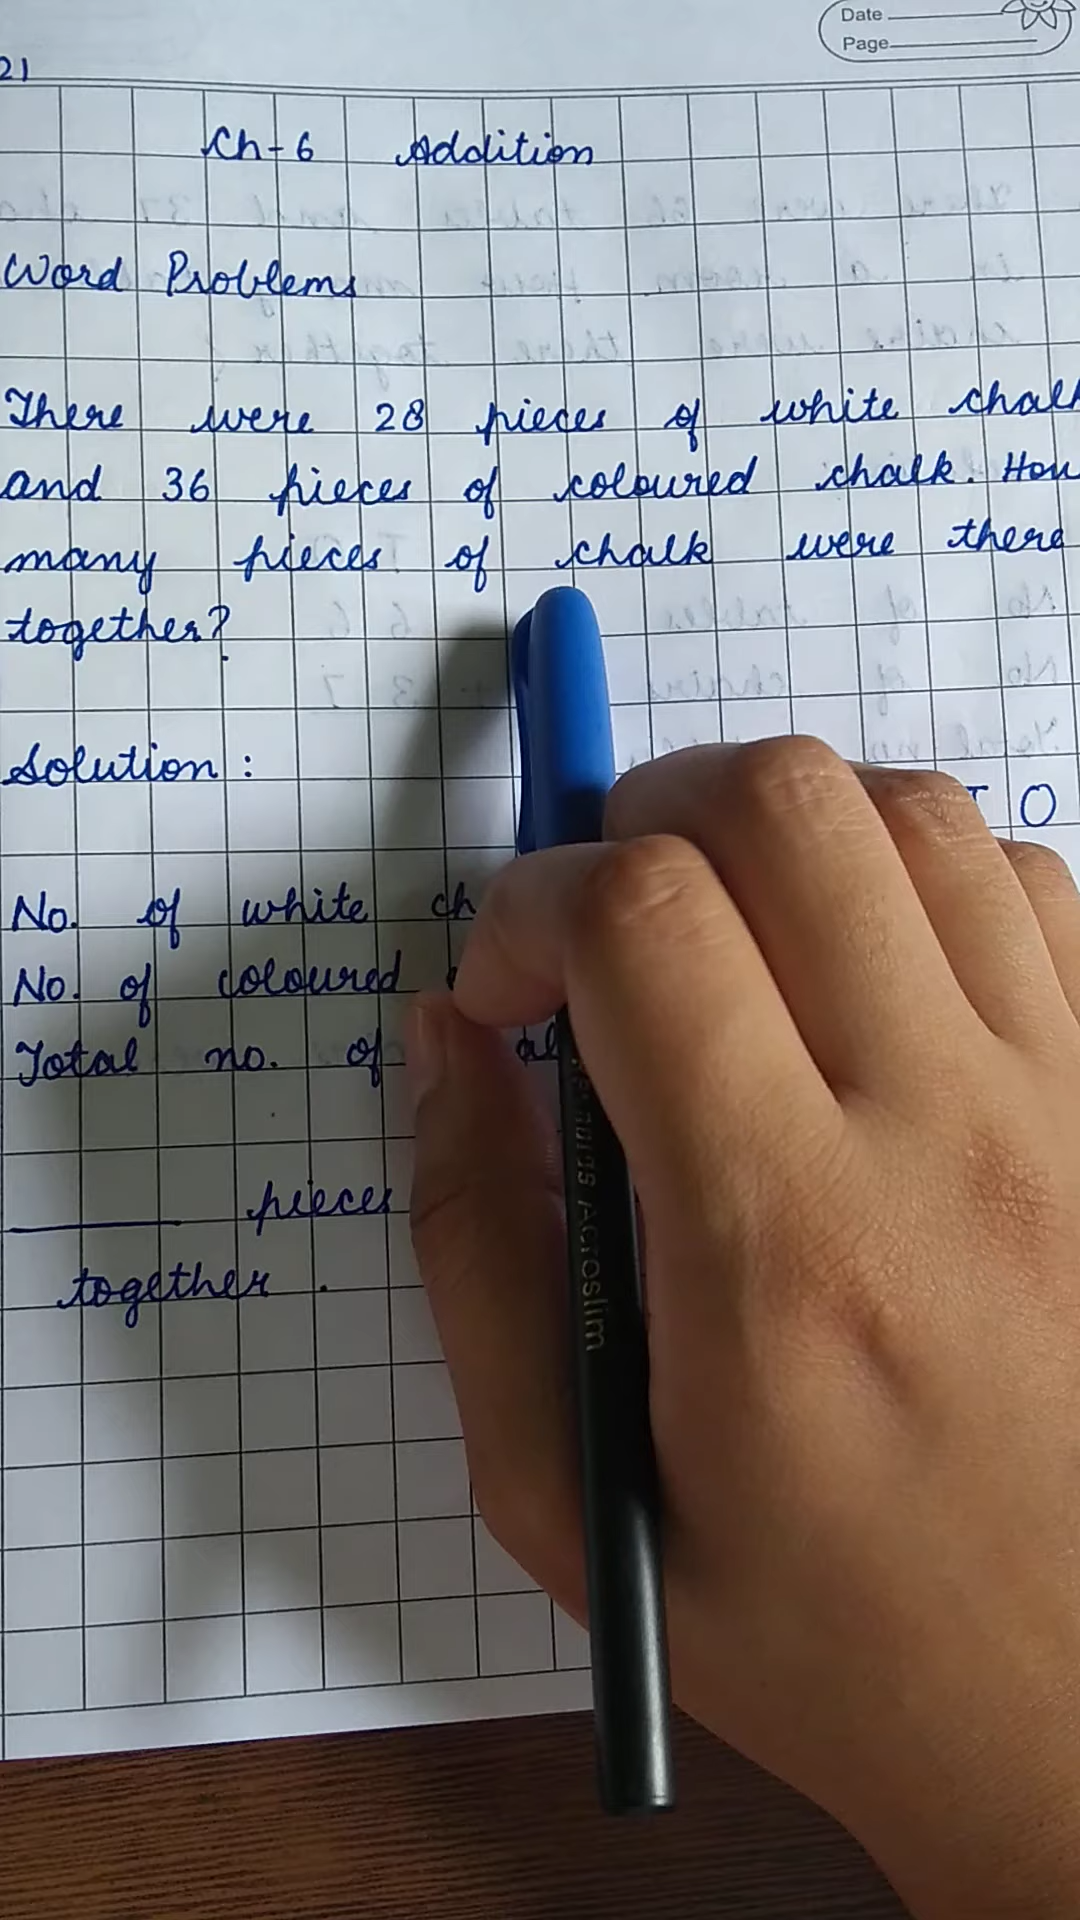 Date
Page
21
Ch-6 Addition
Word Problems
There were 28 pieces of white chalk
and 36 pieces of coloured chalk. How
many pieces of chalk were there
together?
Solution :
T O
No. of white ch
No. of coloured
Total no. of
pieces
together.
Acroslim